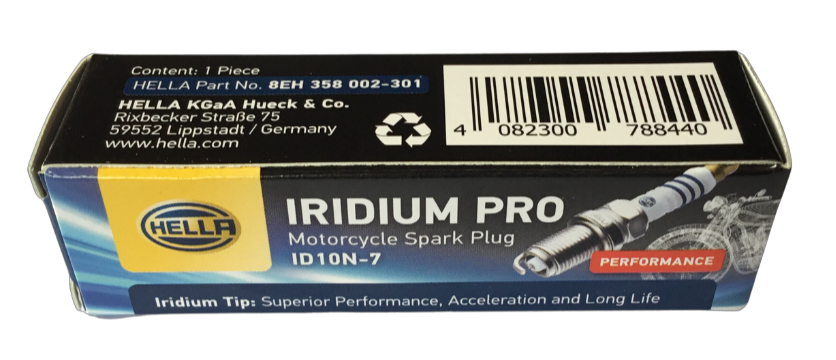 Content: 1 Piece
HELLA Part No. 8EH 358 002-301
HELLA KGaA Hueck & Co.
Rixbecker Straße 75
59552 Lippstadt / Germany
www.hella.com
4 082300 788440
HELLA
IRIDIUM PRO
Motorcycle Spark Plug
ID10N-7
PERFORMANCE
Iridium Tip: Superior Performance, Acceleration and Long Life